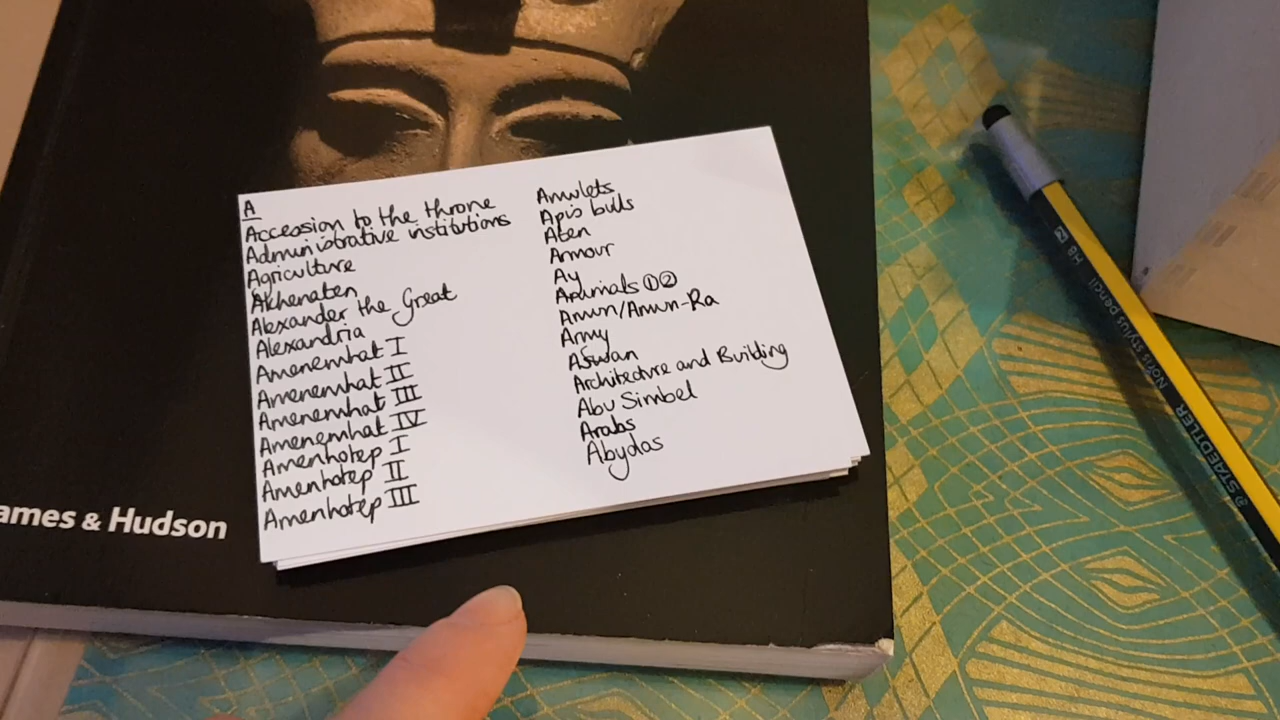 A
Accession to the throne
Administrative institutions
Agriculture
Akhenaten
Alexander the Great
Alexandria
Amenemhat I
Amenemhat II
Amenemhat III
Amenemhat IV
Amenhotep I
Amenhotep II
Amenhotep III
Amulets
Apis bulls
Aten
Armour
Ay
Animals ①②
Amun/Amun-Ra
Army
Aswan
Architecture and Building
Abu Simbel
Arabs
Abydos
ames & Hudson
STAEDTLER
Noris stylus pencil
HB 2